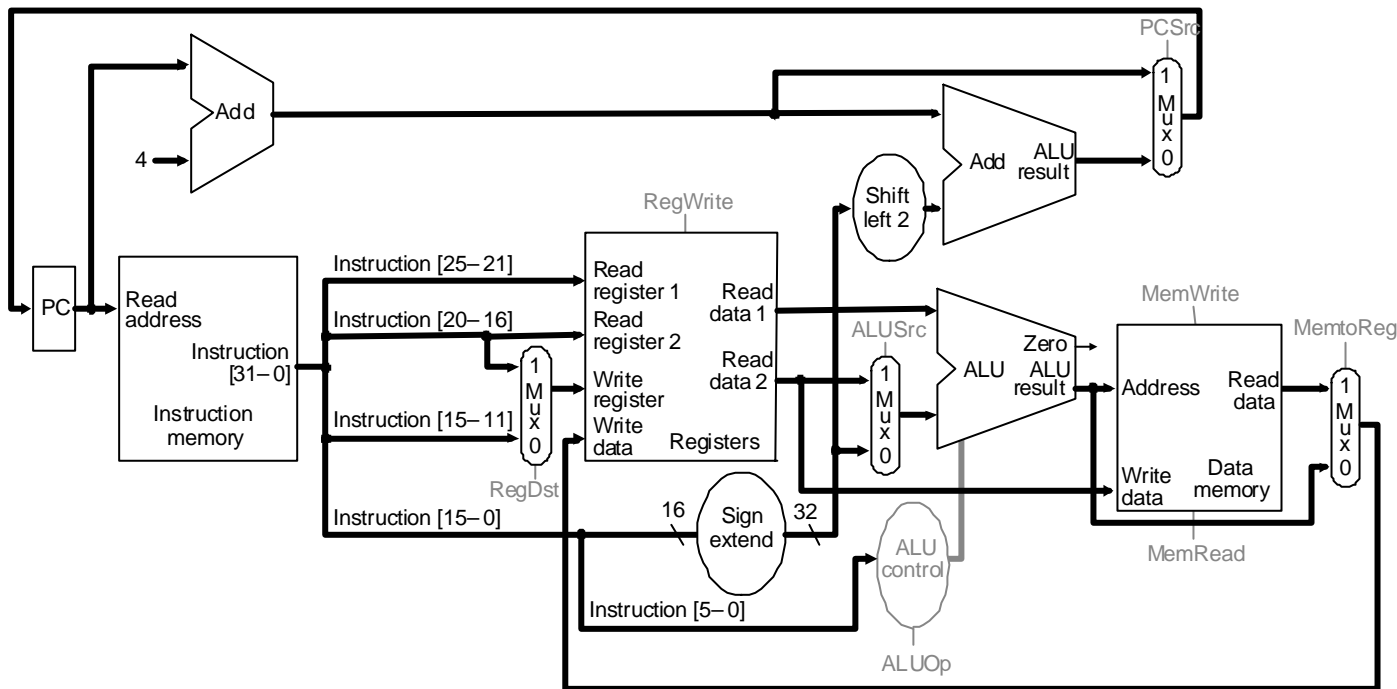 PCSrc
1
M
u
x
0
Add
4
Add
ALU
result
Shift
left 2
RegWrite
PC
Read
address
Instruction
[31–0]
Instruction
memory
Instruction [25–21]
Instruction [20–16]
Instruction [15–11]
Instruction [15–0]
Instruction [5–0]
1
M
u
x
0
RegDst
Read
register 1
Read
register 2
Write
register
Write
data
Read
data 1
Read
data 2
Registers
16
Sign
extend
32
ALUSrc
1
M
u
x
0
Zero
ALU
ALU
result
ALU
control
ALUOp
MemWrite
Address
Read
data
Write
data
Data
memory
MemRead
MemtoReg
1
M
u
x
0